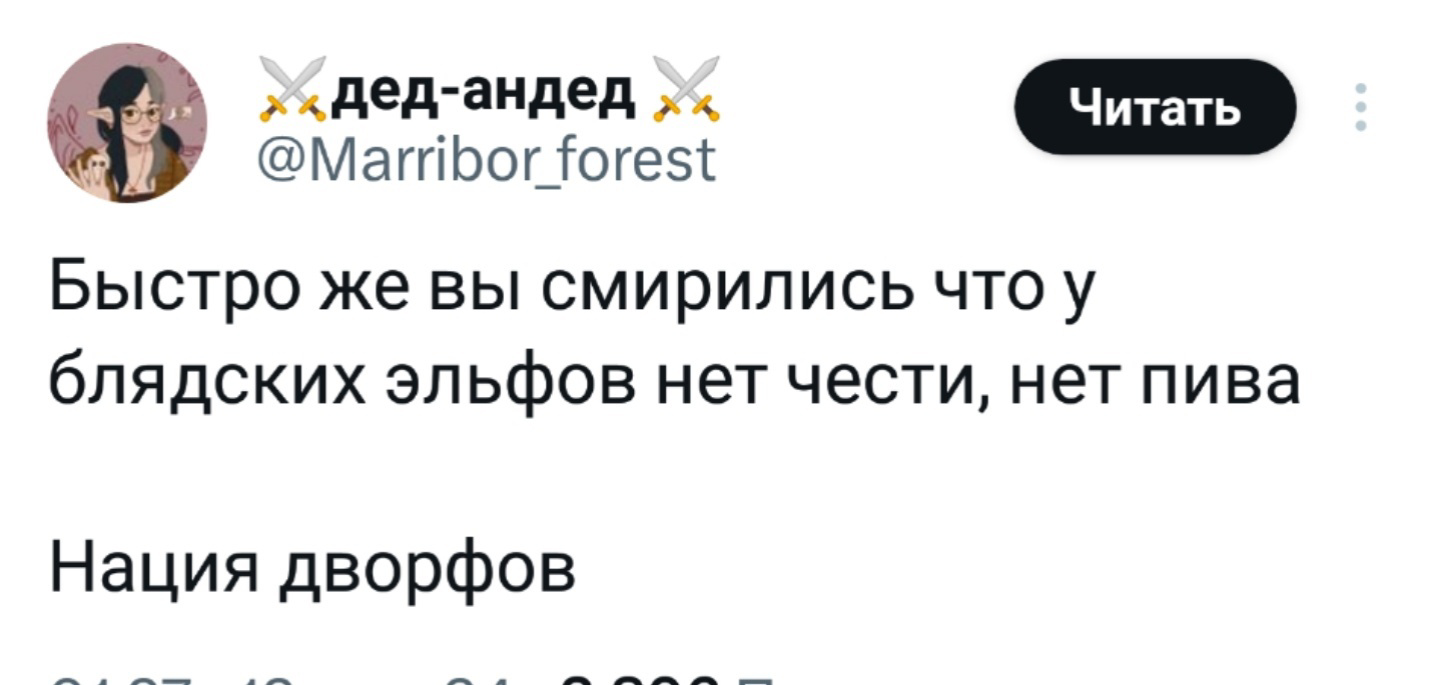 ⚔️дед-андед ⚔️
@Marribor_forest
Читать
Быстро же вы смирились что у
блядских эльфов нет чести, нет пива
Нация дворфов